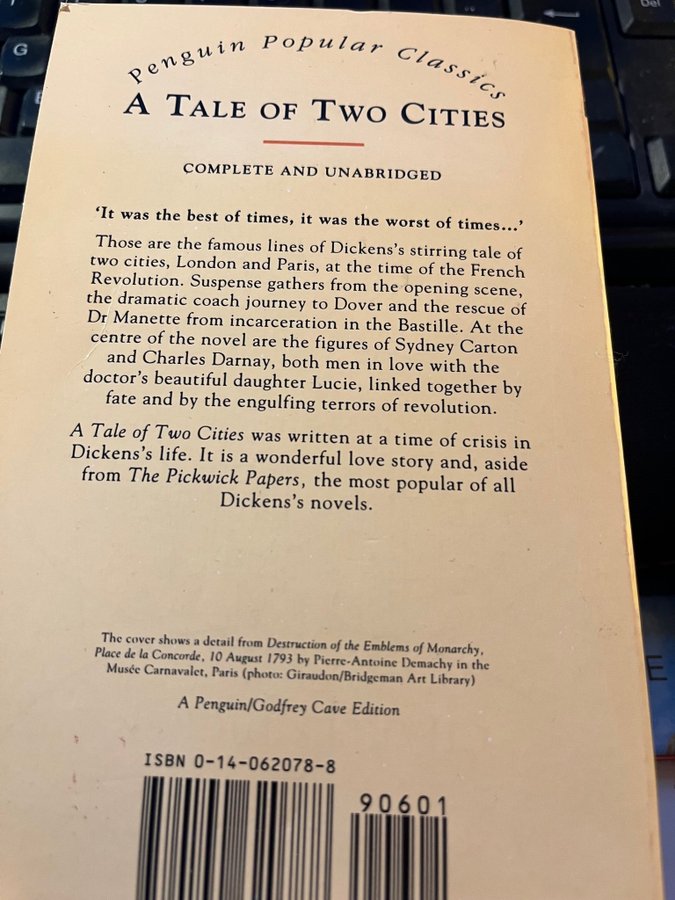 Penguin Popular Classics
A TALE OF TWO CITIES
COMPLETE AND UNABRIDGED
‘It was the best of times, it was the worst of times...’
Those are the famous lines of Dickens's stirring tale of
two cities, London and Paris, at the time of the French
Revolution. Suspense gathers from the opening scene,
the dramatic coach journey to Dover and the rescue of
Dr Manette from incarceration in the Bastille. At the
centre of the novel are the figures of Sydney Carton
and Charles Darnay, both men in love with the
doctor's beautiful daughter Lucie, linked together by
fate and by the engulfing terrors of revolution.
A Tale of Two Cities was written at a time of crisis in
Dickens's life. It is a wonderful love story and, aside
from The Pickwick Papers, the most popular of all
Dickens's novels.
The cover shows a detail from Destruction of the Emblems of Monarchy,
Place de la Concorde, 10 August 1793 by Pierre-Antoine Demachy in the
Musée Carnavalet, Paris (photo: Giraudon/Bridgeman Art Library)
A Penguin/Godfrey Cave Edition
ISBN 0-14-062078-8
90601
G
Del
E